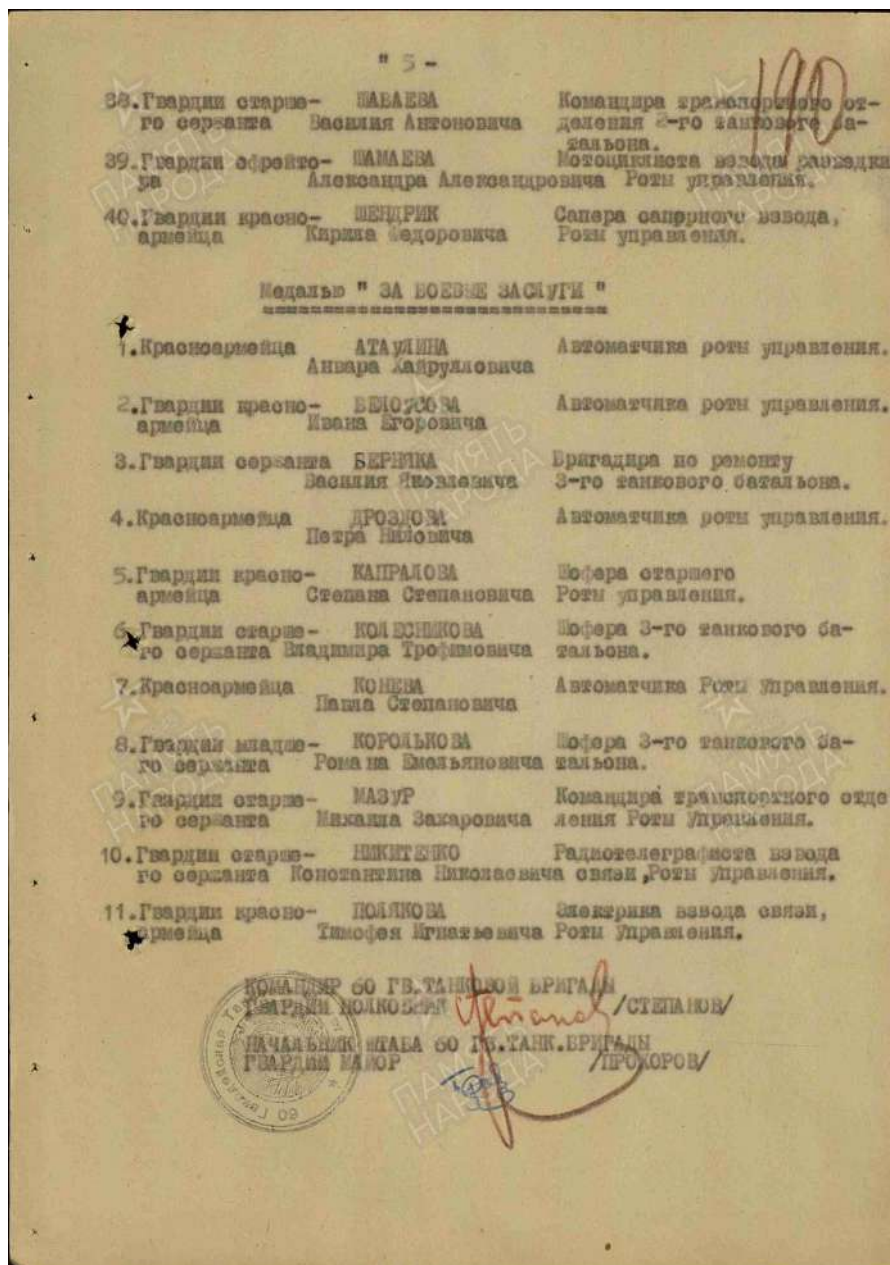 " 5 -
190
38.Гвардии старше- ШАБАЕВА Командира транспортного от-
го сержанта Василия Антоновича деления 2-го танкового ба-
тальона.
39.Гвардии ефрейто- ШАМАЕВА Мотоциклиста взвода разведки
ра Александра Александровича Роты управления.
40.Гвардии красно- ШЕНДРИК Сапера саперного взвода,
армейца Кирила Федоровича Роты управления.
Медалью " ЗА БОЕВЫЕ ЗАСЛУГИ "
1.Красноармейца АТАУЛИНА Автоматчика роты управления.
Анвара Хайрулловича
2.Гвардии красно- БЕЛОУСОВА Автоматчика роты управления.
армейца Ивана Егоровича
3.Гвардии сержанта Бригадира по ремонту
Василия Яковлевича 3-го танкового батальона.
4.Красноармейца ДРОЗДОВА Автоматчика роты управления.
Петра Ниловича
5.Гвардии красно- КАПРАЛОВА Шофера старшего
армейца Степана Степановича Роты управления.
6.Гвардии старше- КОЛЕСНИКОВА Шофера 3-го танкового ба-
го сержанта Владимира Трофимовича тальона.
7.Красноармейца КОНЕВА Автоматчика Роты Управления.
Павла Степановича
8.Гвардии младше- КОРОЛЬКОВА Шофера 3-го танкового ба-
го сержанта Романа Емельяновича тальона.
9.Гвардии старше- МАЗУР Командира транспортного отде
го сержанта Михаила Захаровича ления Роты Управления.
10.Гвардии старше- НИКИТЕНКО Радиотелеграфиста взвода
го сержанта Константина Николаевича связи,Роты Управления.
11.Гвардии красно- ПОЛЯКОВА Электрика взвода связи,
армейца Тимофея Игнатьевича Роты Управления.
КОМАНДИР 60 ГВ.ТАНКОВОЙ БРИГАДЫ
ГВАРДИИ ПОЛКОВНИК Степанов /СТЕПАНОВ/
НАЧАЛЬНИК ШТАБА 60 ГВ.ТАНК.БРИГАДЫ
ГВАРДИИ МАЙОР /ПРОХОРОВ/
ПАМЯТЬ НАРОДА